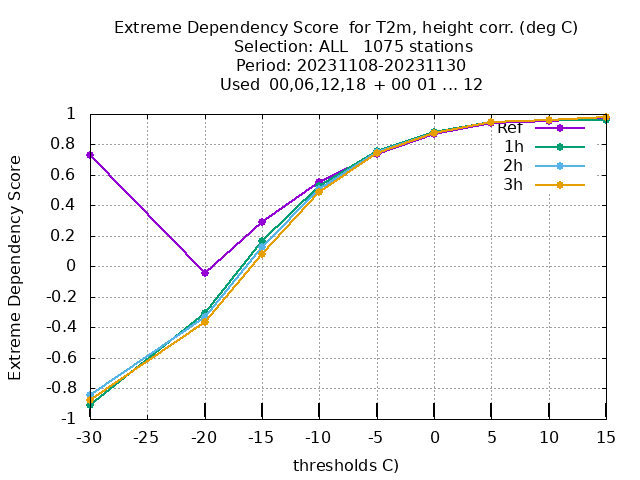 Extreme Dependency Score  for T2m, height corr. (deg C)
Selection: ALL   1075 stations
Period: 20231108-20231130
Used  00,06,12,18  + 00 01 ... 12
Extreme Dependency Score
1
0.8
0.6
0.4
0.2
0
-0.2
-0.4
-0.6
-0.8
-1
Ref
1h
2h
3h
-30 -25 -20 -15 -10 -5 0 5 10 15
thresholds C)